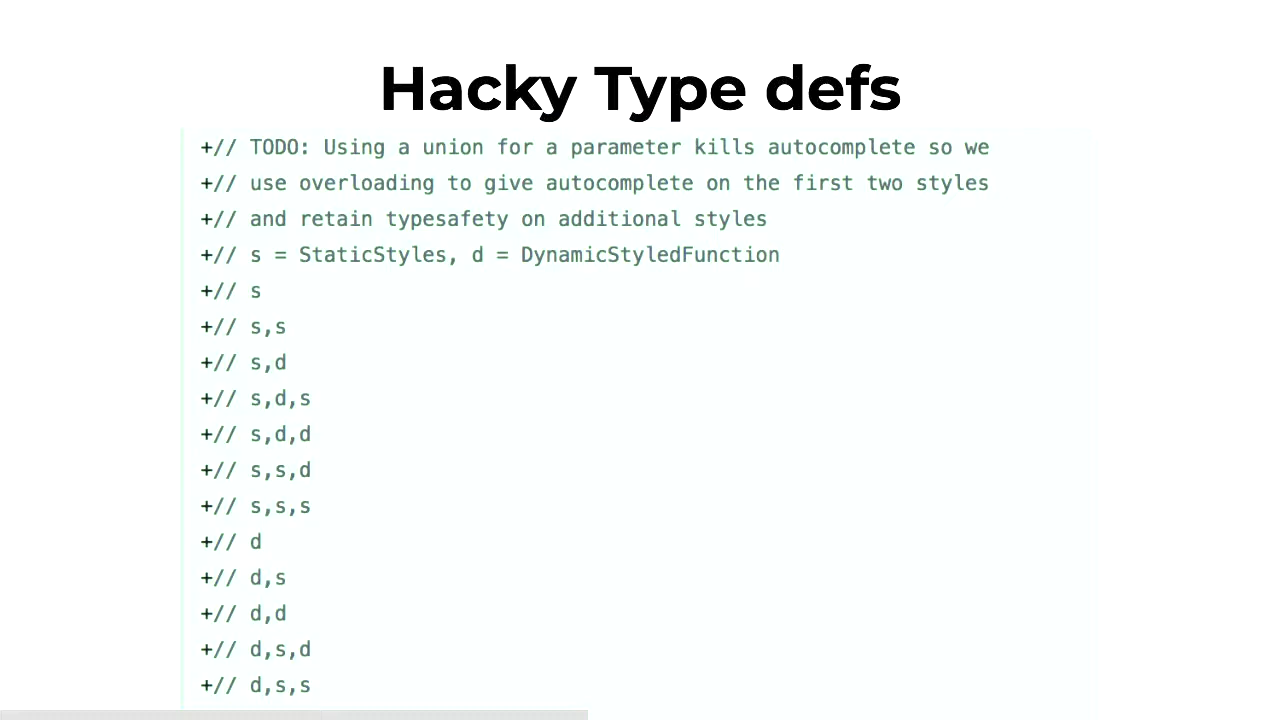 Hacky Type defs
+// TODO: Using a union for a parameter kills autocomplete so we
+// use overloading to give autocomplete on the first two styles
+// and retain typesafety on additional styles
+// s = StaticStyles, d = DynamicStyledFunction
+// s
+// s,s
+// s,d
+// s,d,s
+// s,d,d
+// s,s,d
+// s,s,s
+// d
+// d,s
+// d,d
+// d,s,d
+// d,s,s